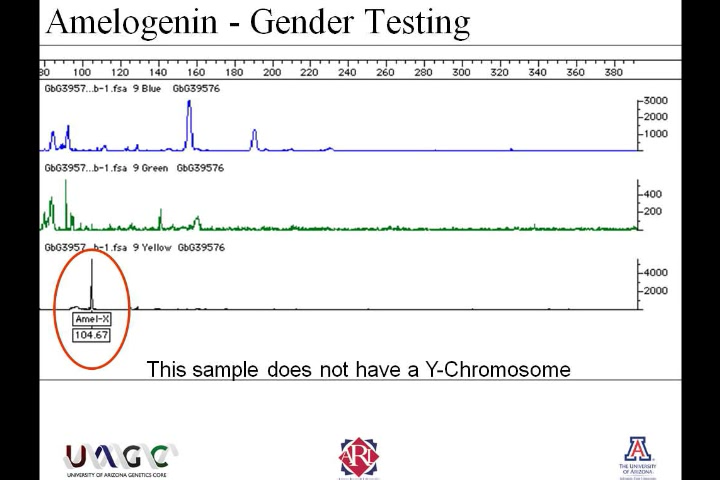 Amelogenin - Gender Testing
80 100 120 140 160 180 200 220 240 260 280 300 320 340 360 380
GbG3957...b-1.fsa 9 Blue GbG39576
3000
2000
1000
GbG3957...b-1.fsa 9 Green GbG39576
400
200
GbG3957...b-1.fsa 9 Yellow GbG39576
4000
2000
Amel-X
104.67
This sample does not have a Y-Chromosome
UAGC
UNIVERSITY OF ARIZONA GENETICS CORE
ARL
A
THE UNIVERSITY
OF ARIZONA